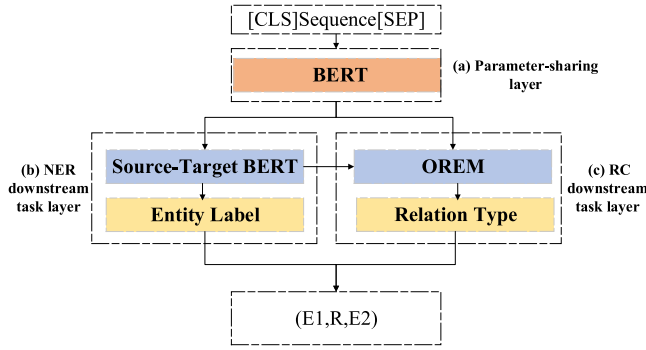 [CLS]Sequence[SEP]
BERT
(a) Parameter-sharing
layer
(b) NER
downstream
task layer
Source-Target BERT
Entity Label
OREM
Relation Type
(c) RC
downstream
task layer
(E1,R,E2)